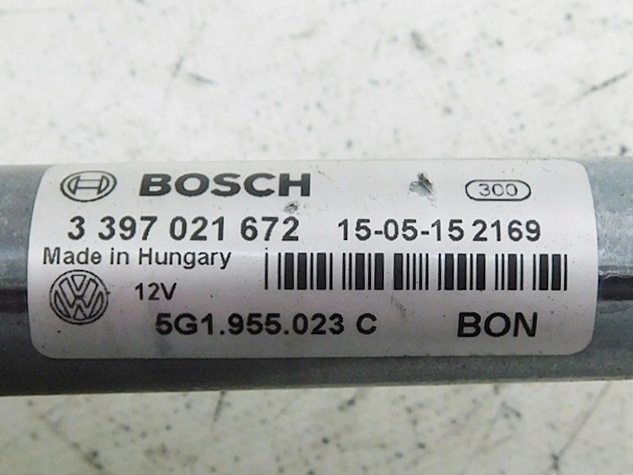 BOSCH 300
3 397 021 672 15-05-15 2169
Made in Hungary
12V
5G1.955.023 C BON